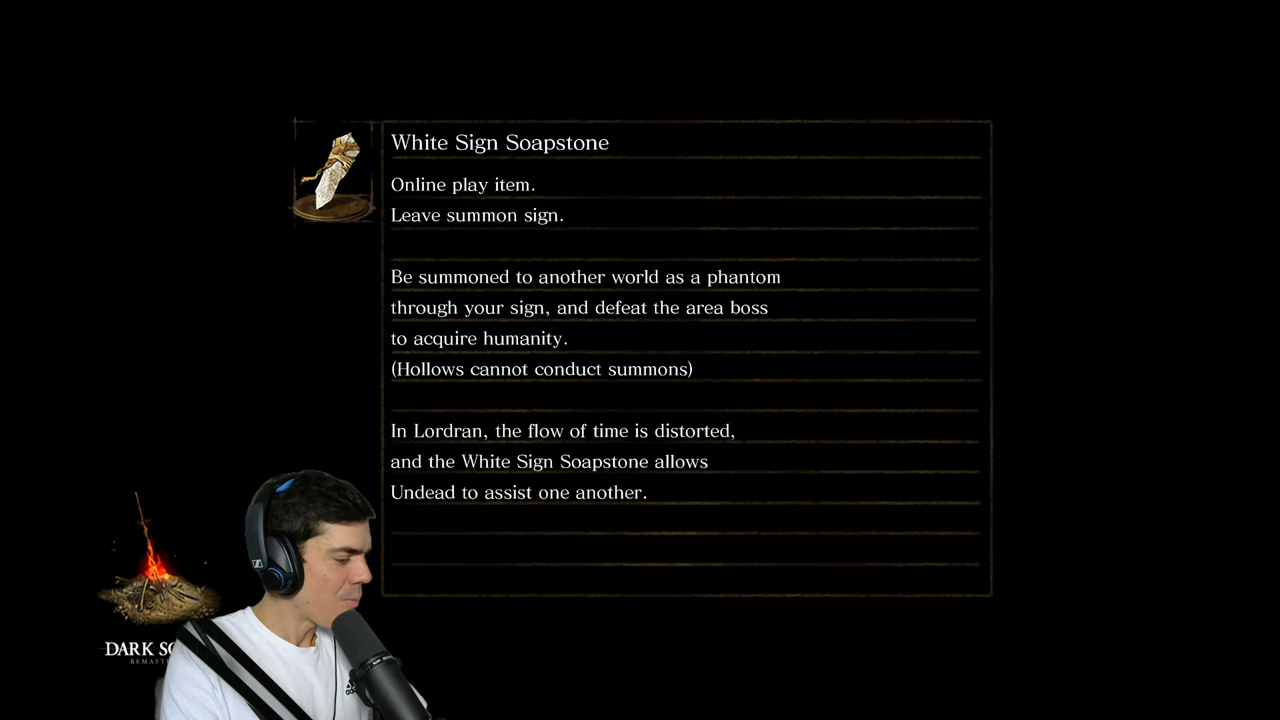 White Sign Soapstone
Online play item.
Leave summon sign.
Be summoned to another world as a phantom
through your sign, and defeat the area boss
to acquire humanity.
(Hollows cannot conduct summons)
In Lordran, the flow of time is distorted,
and the White Sign Soapstone allows
Undead to assist one another.
DARK